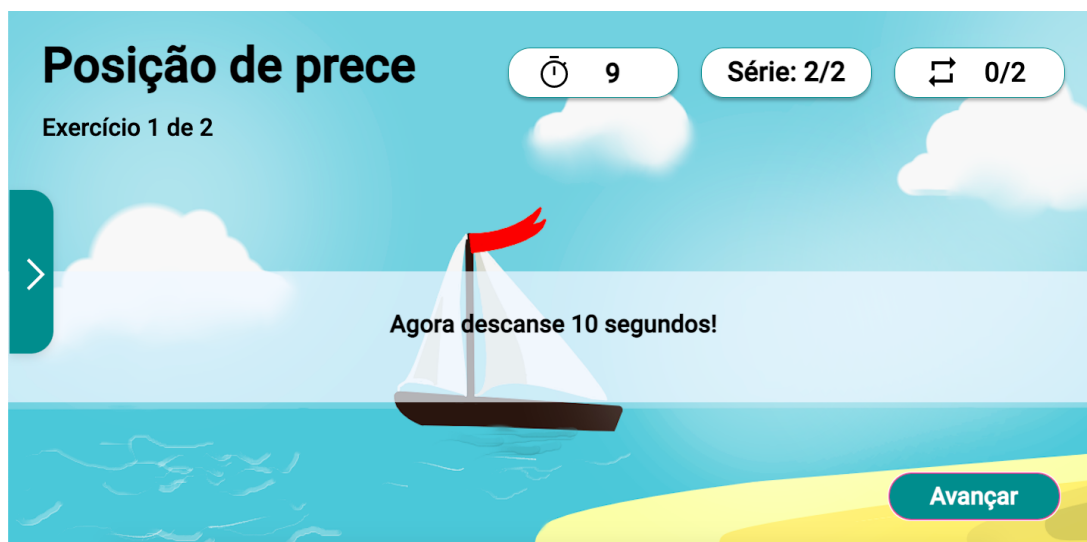 Posição de prece
9
Série: 2/2
0/2
Exercício 1 de 2
Agora descanse 10 segundos!
Avançar